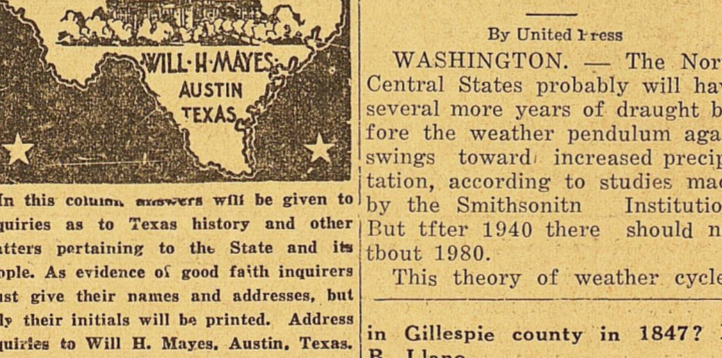 WILL·H·MAYES
AUSTIN
TEXAS
In this column answers will be given to
quiries as to Texas history and other
atters pertaining to the State and its
ople. As evidence of good faith inquirers
ust give their names and addresses, but
ly their initials will be printed. Address
quiries to Will H. Mayes, Austin, Texas.
By United Press
WASHINGTON. — The Nor
Central States probably will hav
several more years of draught b
fore the weather pendulum aga
swings toward increased precip
tation, according to studies mad
by the Smithsonitn Institutio
But tfter 1940 there should n
tbout 1980.
This theory of weather cycle
in Gillespie county in 1847?
B. Llano